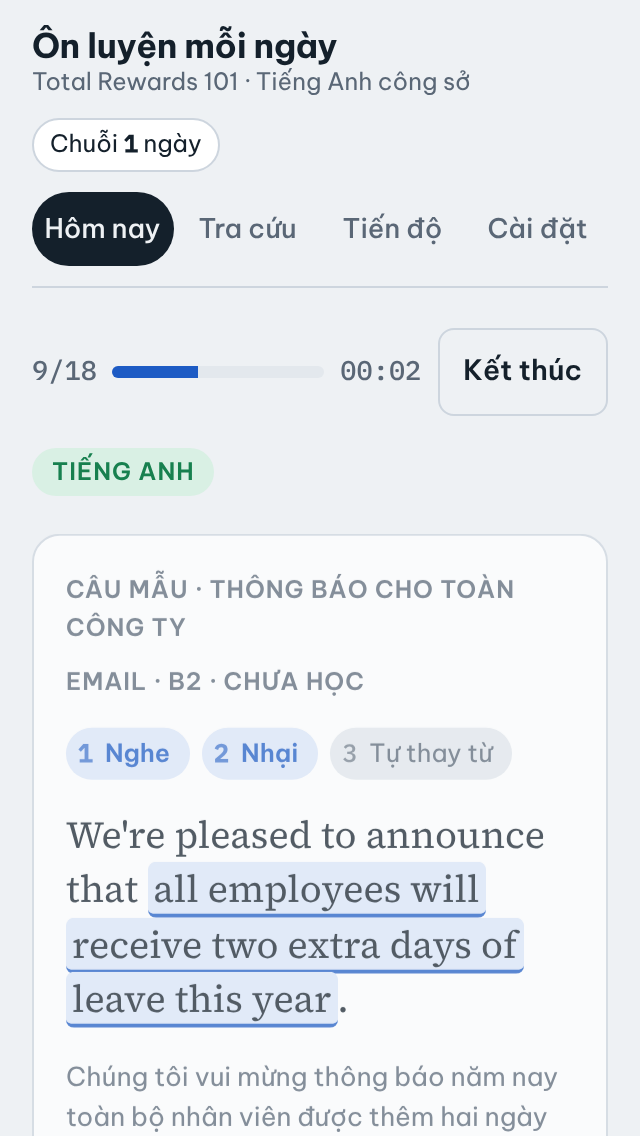 Ôn luyện mỗi ngày
Total Rewards 101 · Tiếng Anh công sở
Chuỗi 1 ngày
Hôm nay Tra cứu Tiến độ Cài đặt
9/18 00:02 Kết thúc
TIẾNG ANH
CÂU MẪU · THÔNG BÁO CHO TOÀN
CÔNG TY
EMAIL · B2 · CHƯA HỌC
1 Nghe 2 Nhại 3 Tự thay từ
We're pleased to announce
that all employees will
receive two extra days of
leave this year.
Chúng tôi vui mừng thông báo năm nay
toàn bộ nhân viên được thêm hai ngày